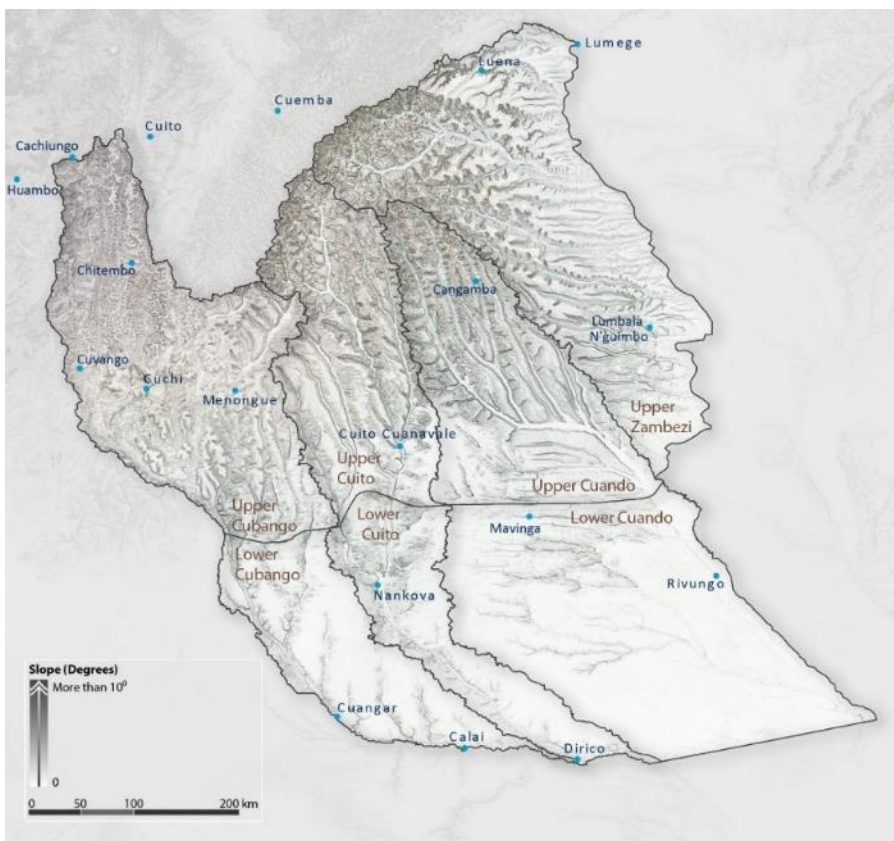 Lumege
Luena
Cuemba
Cuito
Cachiungo
Huambo
Chitembo
Cangamba
Lumbala
N'guimbo
Cuvango
Cuchi
Menongue
Upper
Zambezi
Cuito Cuanavale
Upper
Cuito
Upper Cuando
Upper
Cubango
Lower
Cuito
Mavinga
Lower Cuando
Lower
Cubango
Rivungo
Nankova
Slope (Degrees)
More than 10⁰
0
Cuangar
Calai
Dirico
0 50 100 200 km